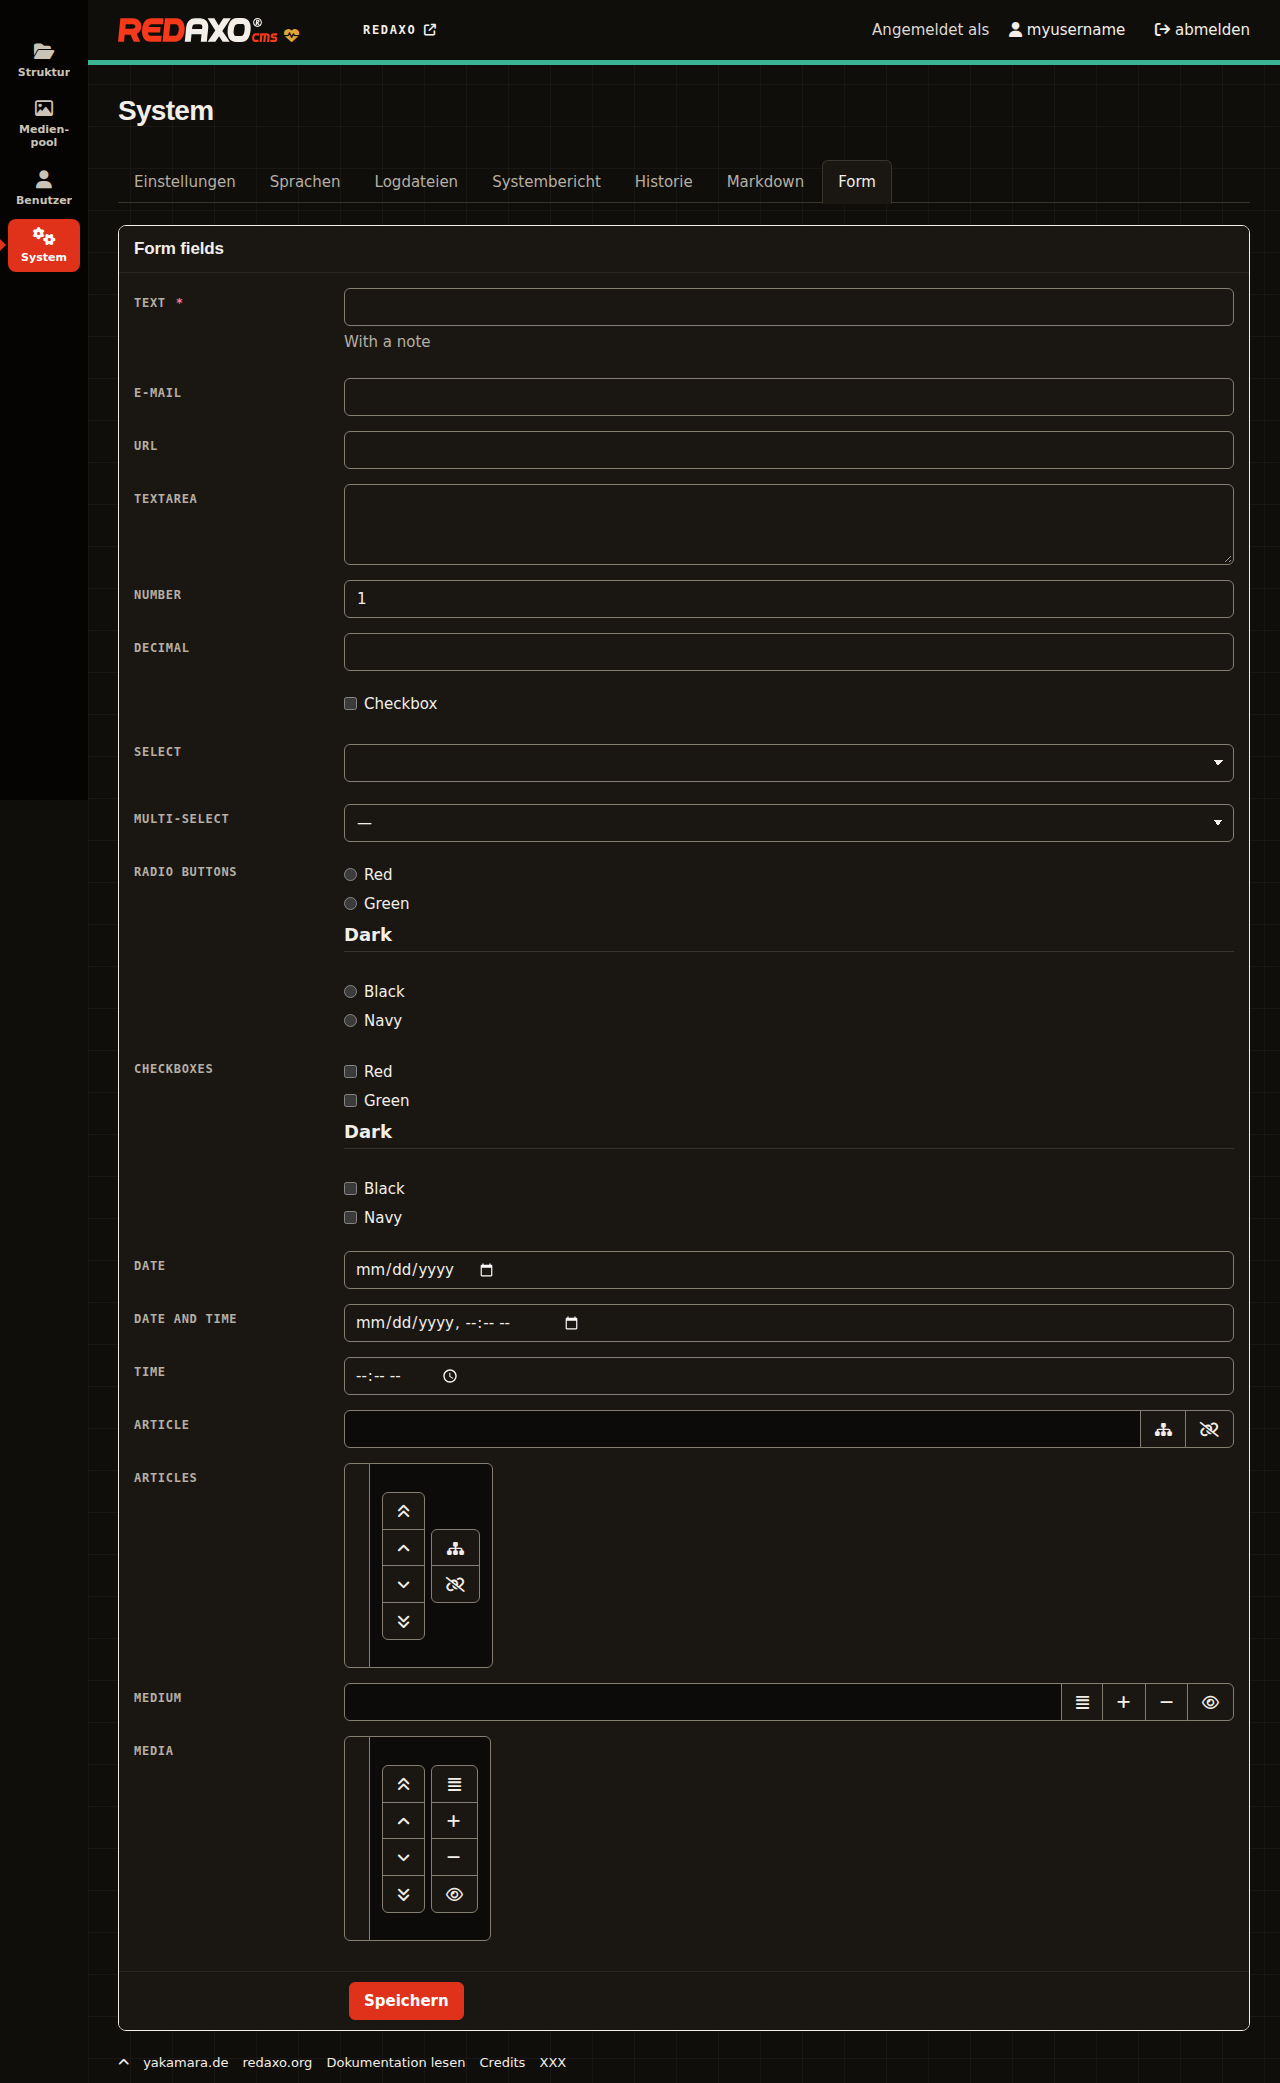 REDAXO® cms
REDAXO
Angemeldet als myusername abmelden
Struktur
Medien-
pool
Benutzer
System
System
Einstellungen Sprachen Logdateien Systembericht Historie Markdown Form
Form fields
TEXT *
With a note
E-MAIL
URL
TEXTAREA
NUMBER
1
DECIMAL
Checkbox
SELECT
MULTI-SELECT
—
RADIO BUTTONS
Red
Green
Dark
Black
Navy
CHECKBOXES
Red
Green
Dark
Black
Navy
DATE
mm/dd/yyyy
DATE AND TIME
mm/dd/yyyy, --:-- --
TIME
--:-- --
ARTICLE
ARTICLES
MEDIUM
MEDIA
Speichern
yakamara.de redaxo.org Dokumentation lesen Credits XXX